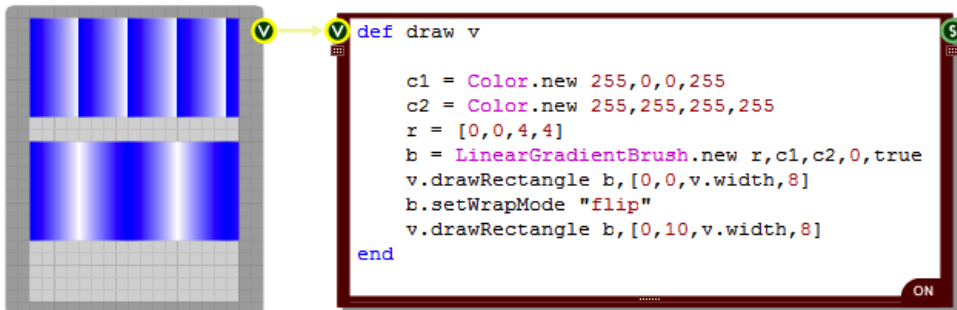 V
V
S
def draw v
c1 = Color.new 255,0,0,255
c2 = Color.new 255,255,255,255
r = [0,0,4,4]
b = LinearGradientBrush.new r,c1,c2,0,true
v.drawRectangle b,[0,0,v.width,8]
b.setWrapMode "flip"
v.drawRectangle b,[0,10,v.width,8]
end
ON